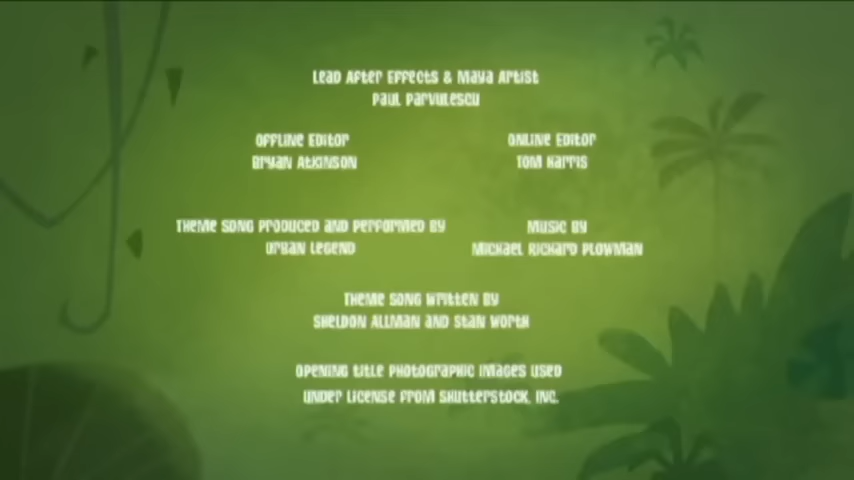 Lead After Effects & Maya Artist
Paul Parvulescu
Offline Editor
Bryan Atkinson
Online Editor
Tom Harris
Theme Song Produced and Performed by
Urban Legend
Music by
Michael Richard Plowman
Theme Song Written by
Sheldon Allman and Stan Worth
Opening title photographic images used
under license from Shutterstock, Inc.